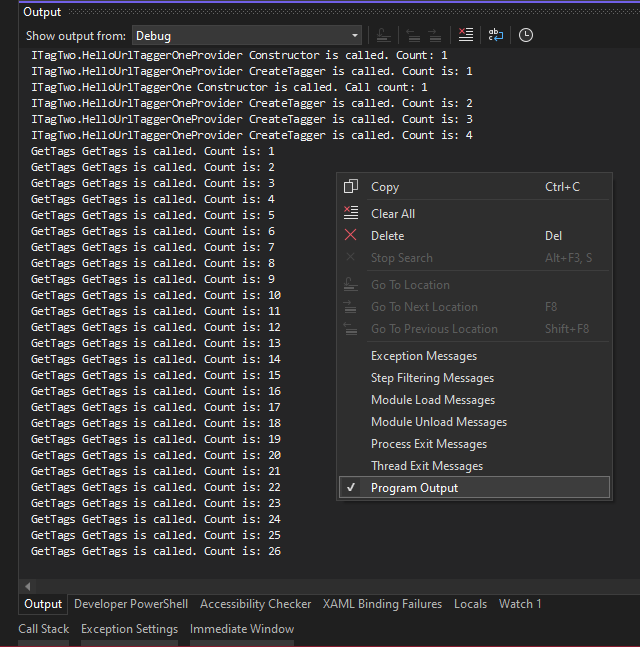 Output
Show output from: Debug
ITagTwo.HelloUrlTaggerOneProvider Constructor is called. Count: 1
ITagTwo.HelloUrlTaggerOneProvider CreateTagger is called. Count is: 1
ITagTwo.HelloUrlTaggerOne Constructor is called. Call count: 1
ITagTwo.HelloUrlTaggerOneProvider CreateTagger is called. Count is: 2
ITagTwo.HelloUrlTaggerOneProvider CreateTagger is called. Count is: 3
ITagTwo.HelloUrlTaggerOneProvider CreateTagger is called. Count is: 4
GetTags GetTags is called. Count is: 1
GetTags GetTags is called. Count is: 2
GetTags GetTags is called. Count is: 3
GetTags GetTags is called. Count is: 4
GetTags GetTags is called. Count is: 5
GetTags GetTags is called. Count is: 6
GetTags GetTags is called. Count is: 7
GetTags GetTags is called. Count is: 8
GetTags GetTags is called. Count is: 9
GetTags GetTags is called. Count is: 10
GetTags GetTags is called. Count is: 11
GetTags GetTags is called. Count is: 12
GetTags GetTags is called. Count is: 13
GetTags GetTags is called. Count is: 14
GetTags GetTags is called. Count is: 15
GetTags GetTags is called. Count is: 16
GetTags GetTags is called. Count is: 17
GetTags GetTags is called. Count is: 18
GetTags GetTags is called. Count is: 19
GetTags GetTags is called. Count is: 20
GetTags GetTags is called. Count is: 21
GetTags GetTags is called. Count is: 22
GetTags GetTags is called. Count is: 23
GetTags GetTags is called. Count is: 24
GetTags GetTags is called. Count is: 25
GetTags GetTags is called. Count is: 26
Copy Ctrl+C
Clear All
Delete Del
Stop Search Alt+F3, S
Go To Location
Go To Next Location F8
Go To Previous Location Shift+F8
Exception Messages
Step Filtering Messages
Module Load Messages
Module Unload Messages
Process Exit Messages
Thread Exit Messages
Program Output
Output Developer PowerShell Accessibility Checker XAML Binding Failures Locals Watch 1
Call Stack Exception Settings Immediate Window